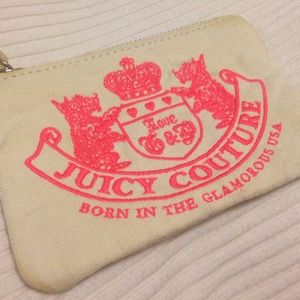 Love
G & P
JUICY COUTURE
BORN IN THE GLAMOROUS USA